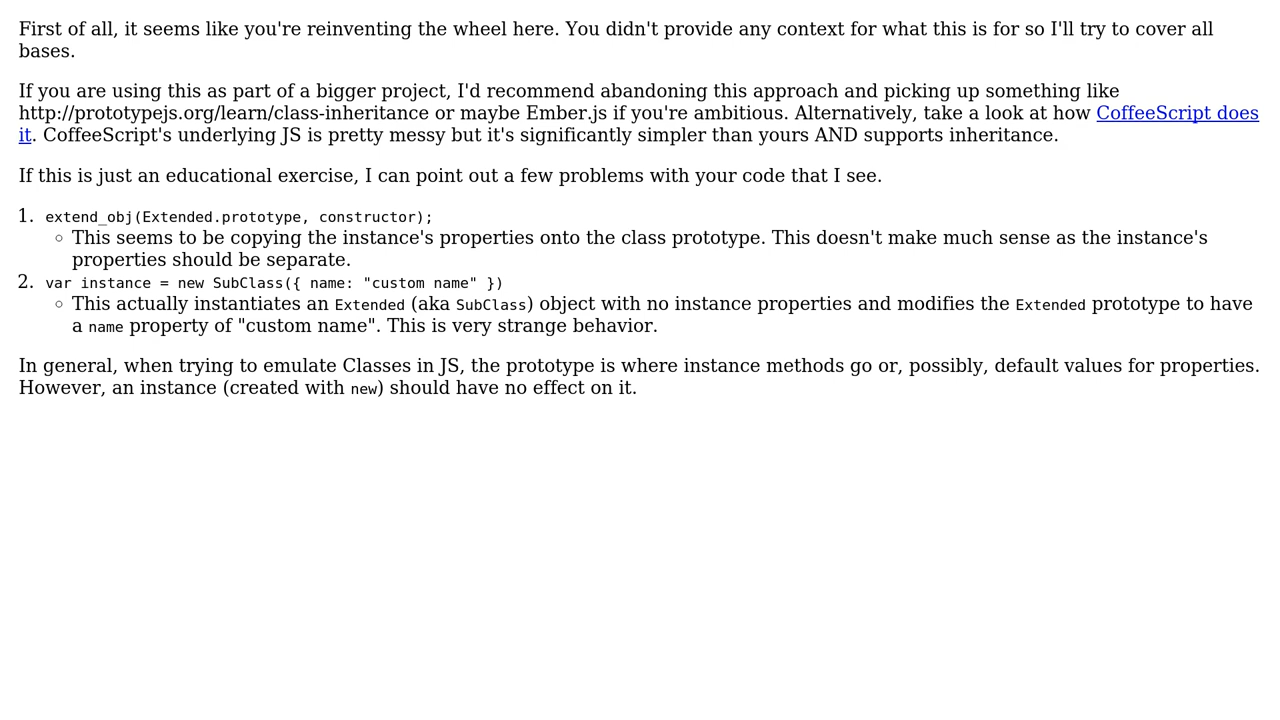 First of all, it seems like you're reinventing the wheel here. You didn't provide any context for what this is for so I'll try to cover all
bases.
If you are using this as part of a bigger project, I'd recommend abandoning this approach and picking up something like
http://prototypejs.org/learn/class-inheritance or maybe Ember.js if you're ambitious. Alternatively, take a look at how CoffeeScript does
it. CoffeeScript's underlying JS is pretty messy but it's significantly simpler than yours AND supports inheritance.
If this is just an educational exercise, I can point out a few problems with your code that I see.
1. extend_obj(Extended.prototype, constructor);
◦ This seems to be copying the instance's properties onto the class prototype. This doesn't make much sense as the instance's
properties should be separate.
2. var instance = new SubClass({ name: "custom name" })
◦ This actually instantiates an Extended (aka SubClass) object with no instance properties and modifies the Extended prototype to have
a name property of "custom name". This is very strange behavior.
In general, when trying to emulate Classes in JS, the prototype is where instance methods go or, possibly, default values for properties.
However, an instance (created with new) should have no effect on it.